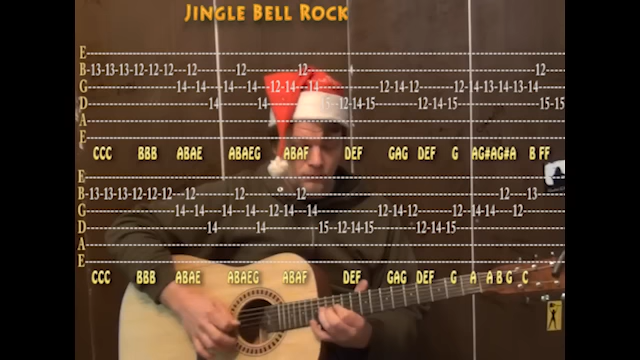 JINGLE BELL ROCK
E
B-13-13-13-12-12-12---12---------12-----------12------------------------------------------------12------
G------------------14--14-----14--14---12-14---14----------------12-14-12-------12---12-14-13-14-13-14
D------------------------14---------14--------------5--12-14-15----------12-14-15--------------------15-15
A
E
CCC BBB ABAE ABAEG ABAF DEF GAG DEF G AG#AG#A B FF
E
B-13-13-13-12-12-12---12---------12-----------12----------------------------------------12----13
G------------------14--14-----14--14---12-14---14----------------12-14-12-------12---14-14----12
D------------------------14---------14--------------15--12-14-15----------12-14-15
A
E
CCC BBB ABAE ABAEG ABAF DEF GAG DEF G A A B G C